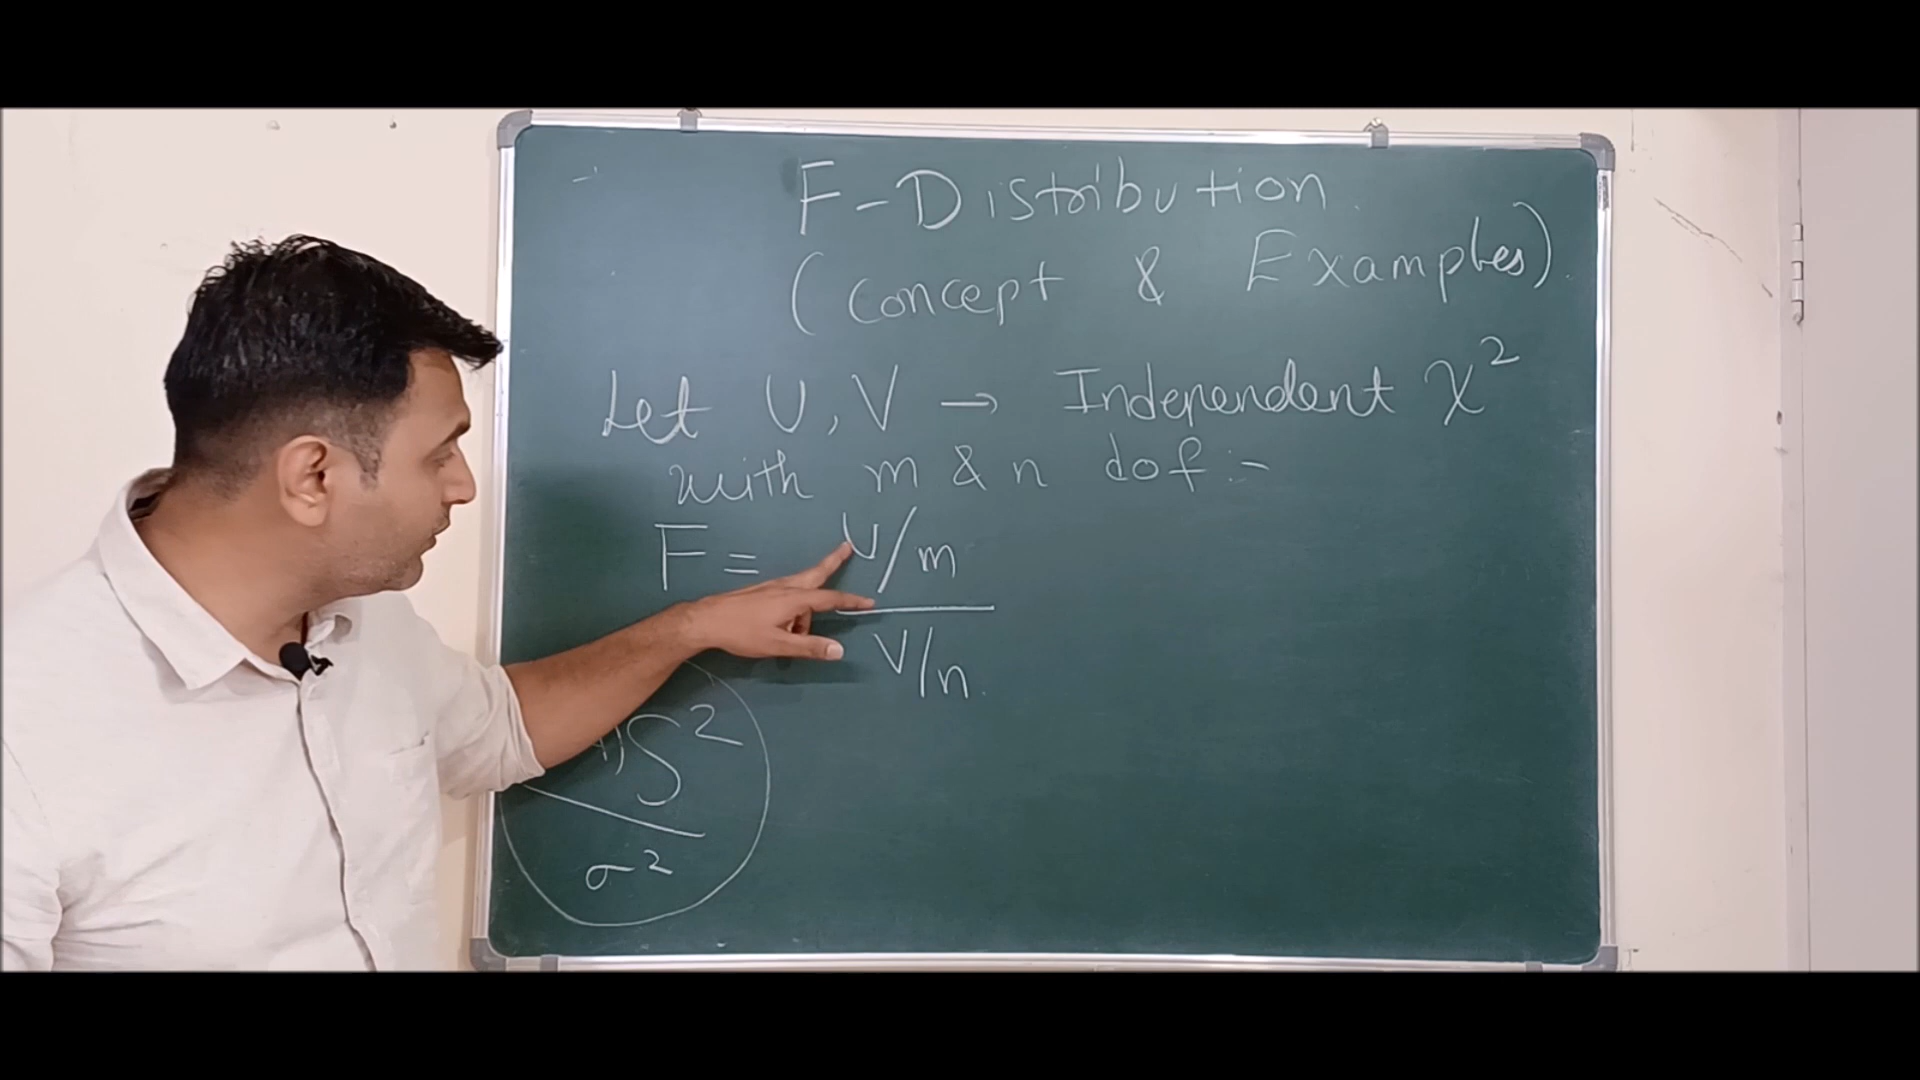 F-Distribution.
(concept & Examples).
Let U, V → Independent χ²
with m & n dof :-
F = U/m
V/n.
)S²
σ²